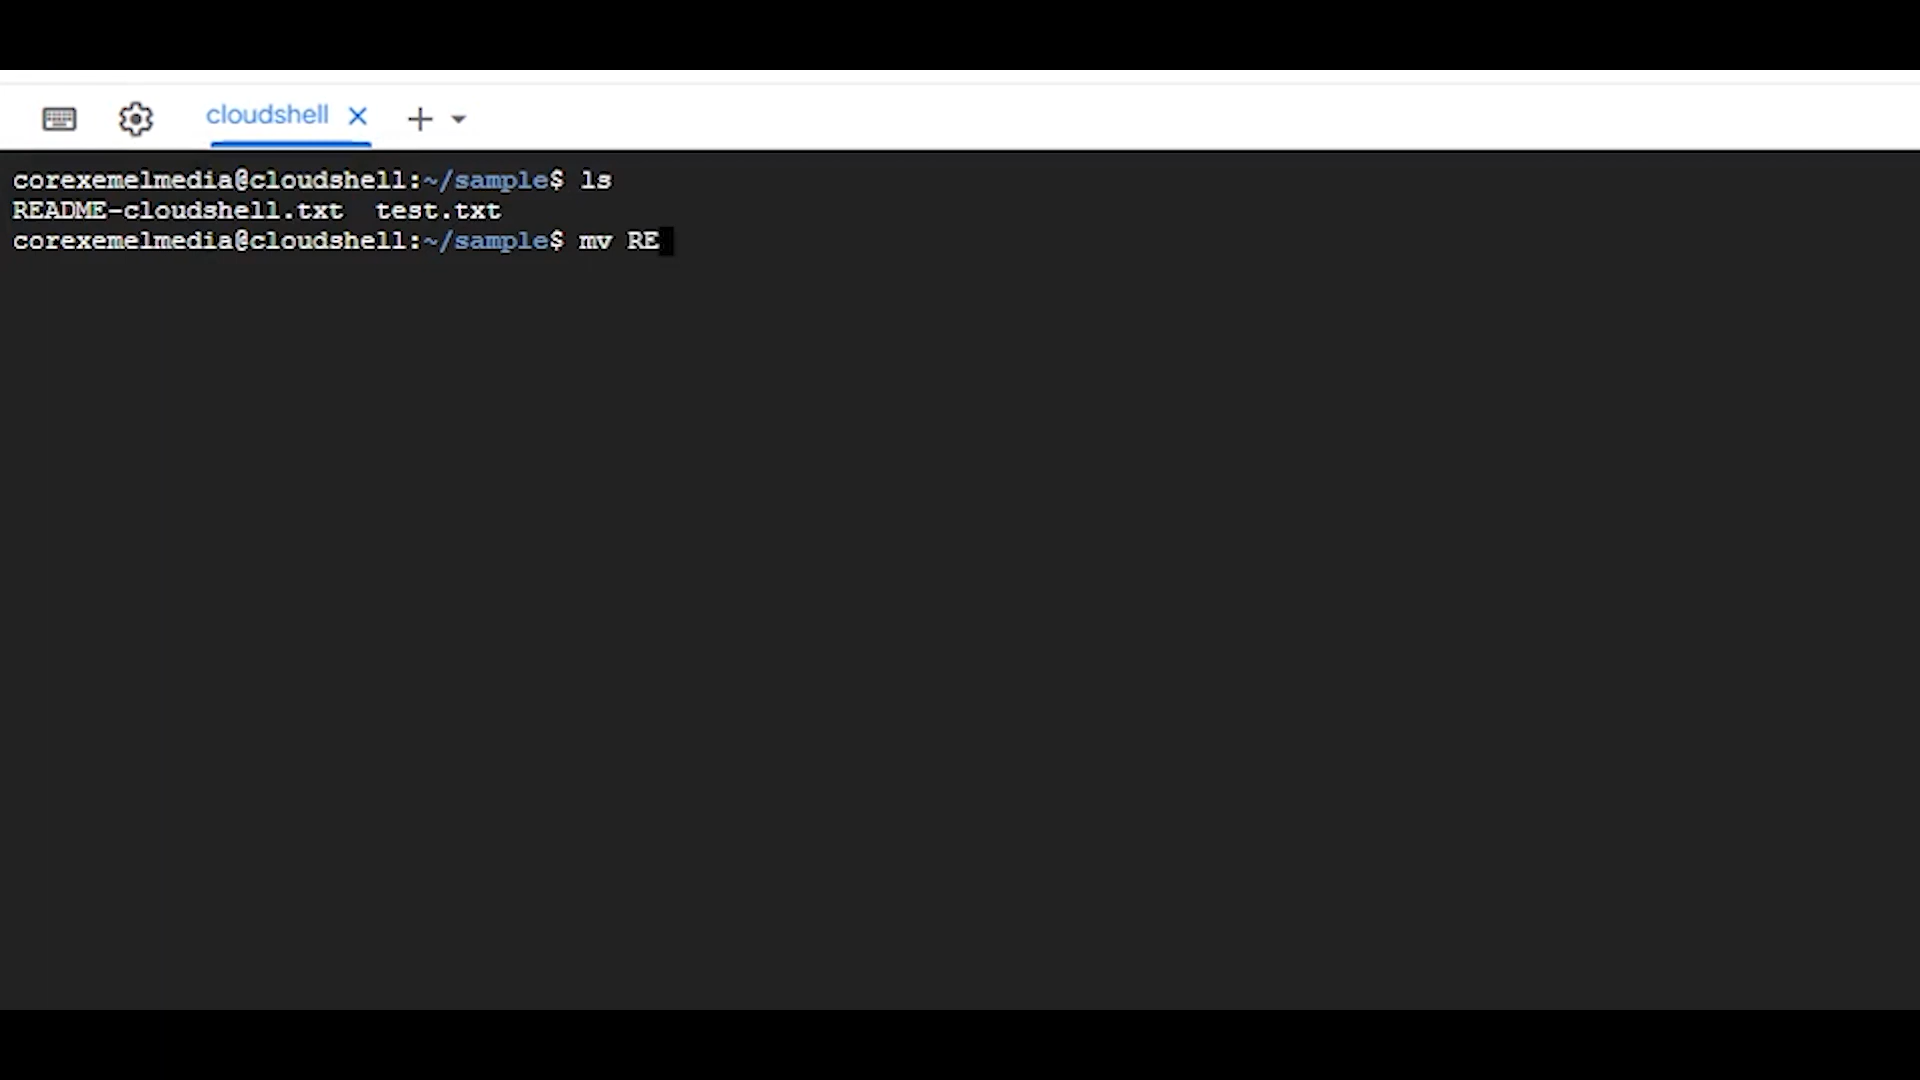 cloudshell
corexemelmedia@cloudshell:~/sample$ ls
README-cloudshell.txt  test.txt
corexemelmedia@cloudshell:~/sample$ mv RE